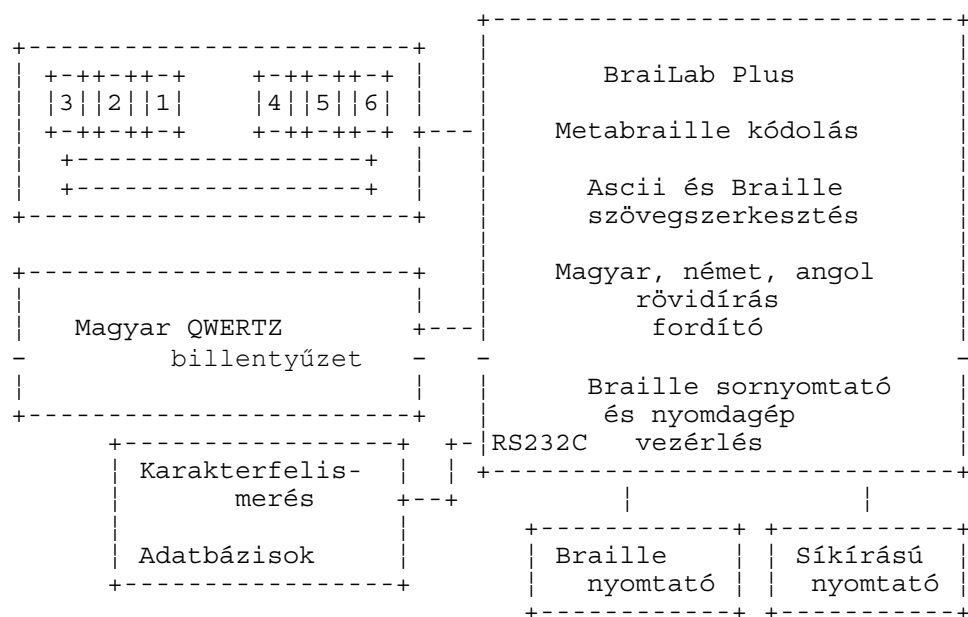 BraiLab Plus
3 2 1 4 5 6
Metabraille kódolás
Ascii és Braille
szövegszerkesztés
Magyar, német, angol
rövidírás
Magyar QWERTZ
fordító
billentyűzet
Braille sornyomtató
és nyomdagép
RS232C vezérlés
Karakterfelis-
merés
Adatbázisok
Braille
nyomtató
Síkírású
nyomtató